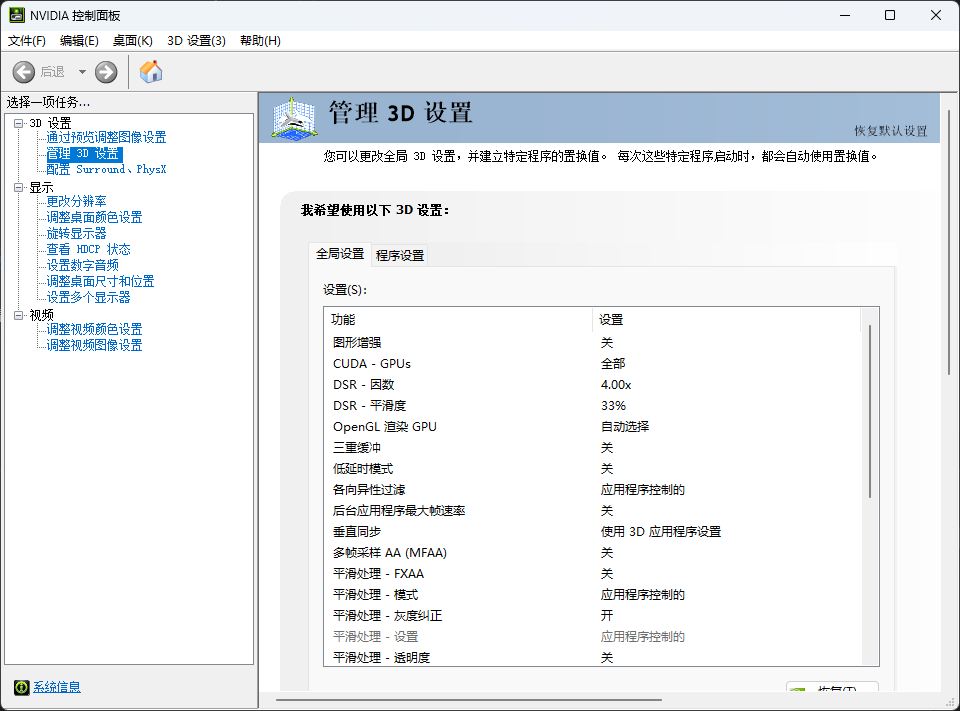 NVIDIA 控制面板
文件(F) 编辑(E) 桌面(K) 3D 设置(3) 帮助(H)
后退
选择一项任务...
3D 设置
通过预览调整图像设置
管理 3D 设置
配置 Surround、PhysX
显示
更改分辨率
调整桌面颜色设置
旋转显示器
查看 HDCP 状态
设置数字音频
调整桌面尺寸和位置
设置多个显示器
视频
调整视频颜色设置
调整视频图像设置
系统信息
管理 3D 设置
恢复默认设置
您可以更改全局 3D 设置，并建立特定程序的置换值。 每次这些特定程序启动时，都会自动使用置换值。
我希望使用以下 3D 设置：
全局设置 程序设置
设置(S)：
功能 设置
图形增强 关
CUDA - GPUs 全部
DSR - 因数 4.00x
DSR - 平滑度 33%
OpenGL 渲染 GPU 自动选择
三重缓冲 关
低延时模式 关
各向异性过滤 应用程序控制的
后台应用程序最大帧速率 关
垂直同步 使用 3D 应用程序设置
多帧采样 AA (MFAA) 关
平滑处理 - FXAA 关
平滑处理 - 模式 应用程序控制的
平滑处理 - 灰度纠正 开
平滑处理 - 设置 应用程序控制的
平滑处理 - 透明度 关
恢复(T)